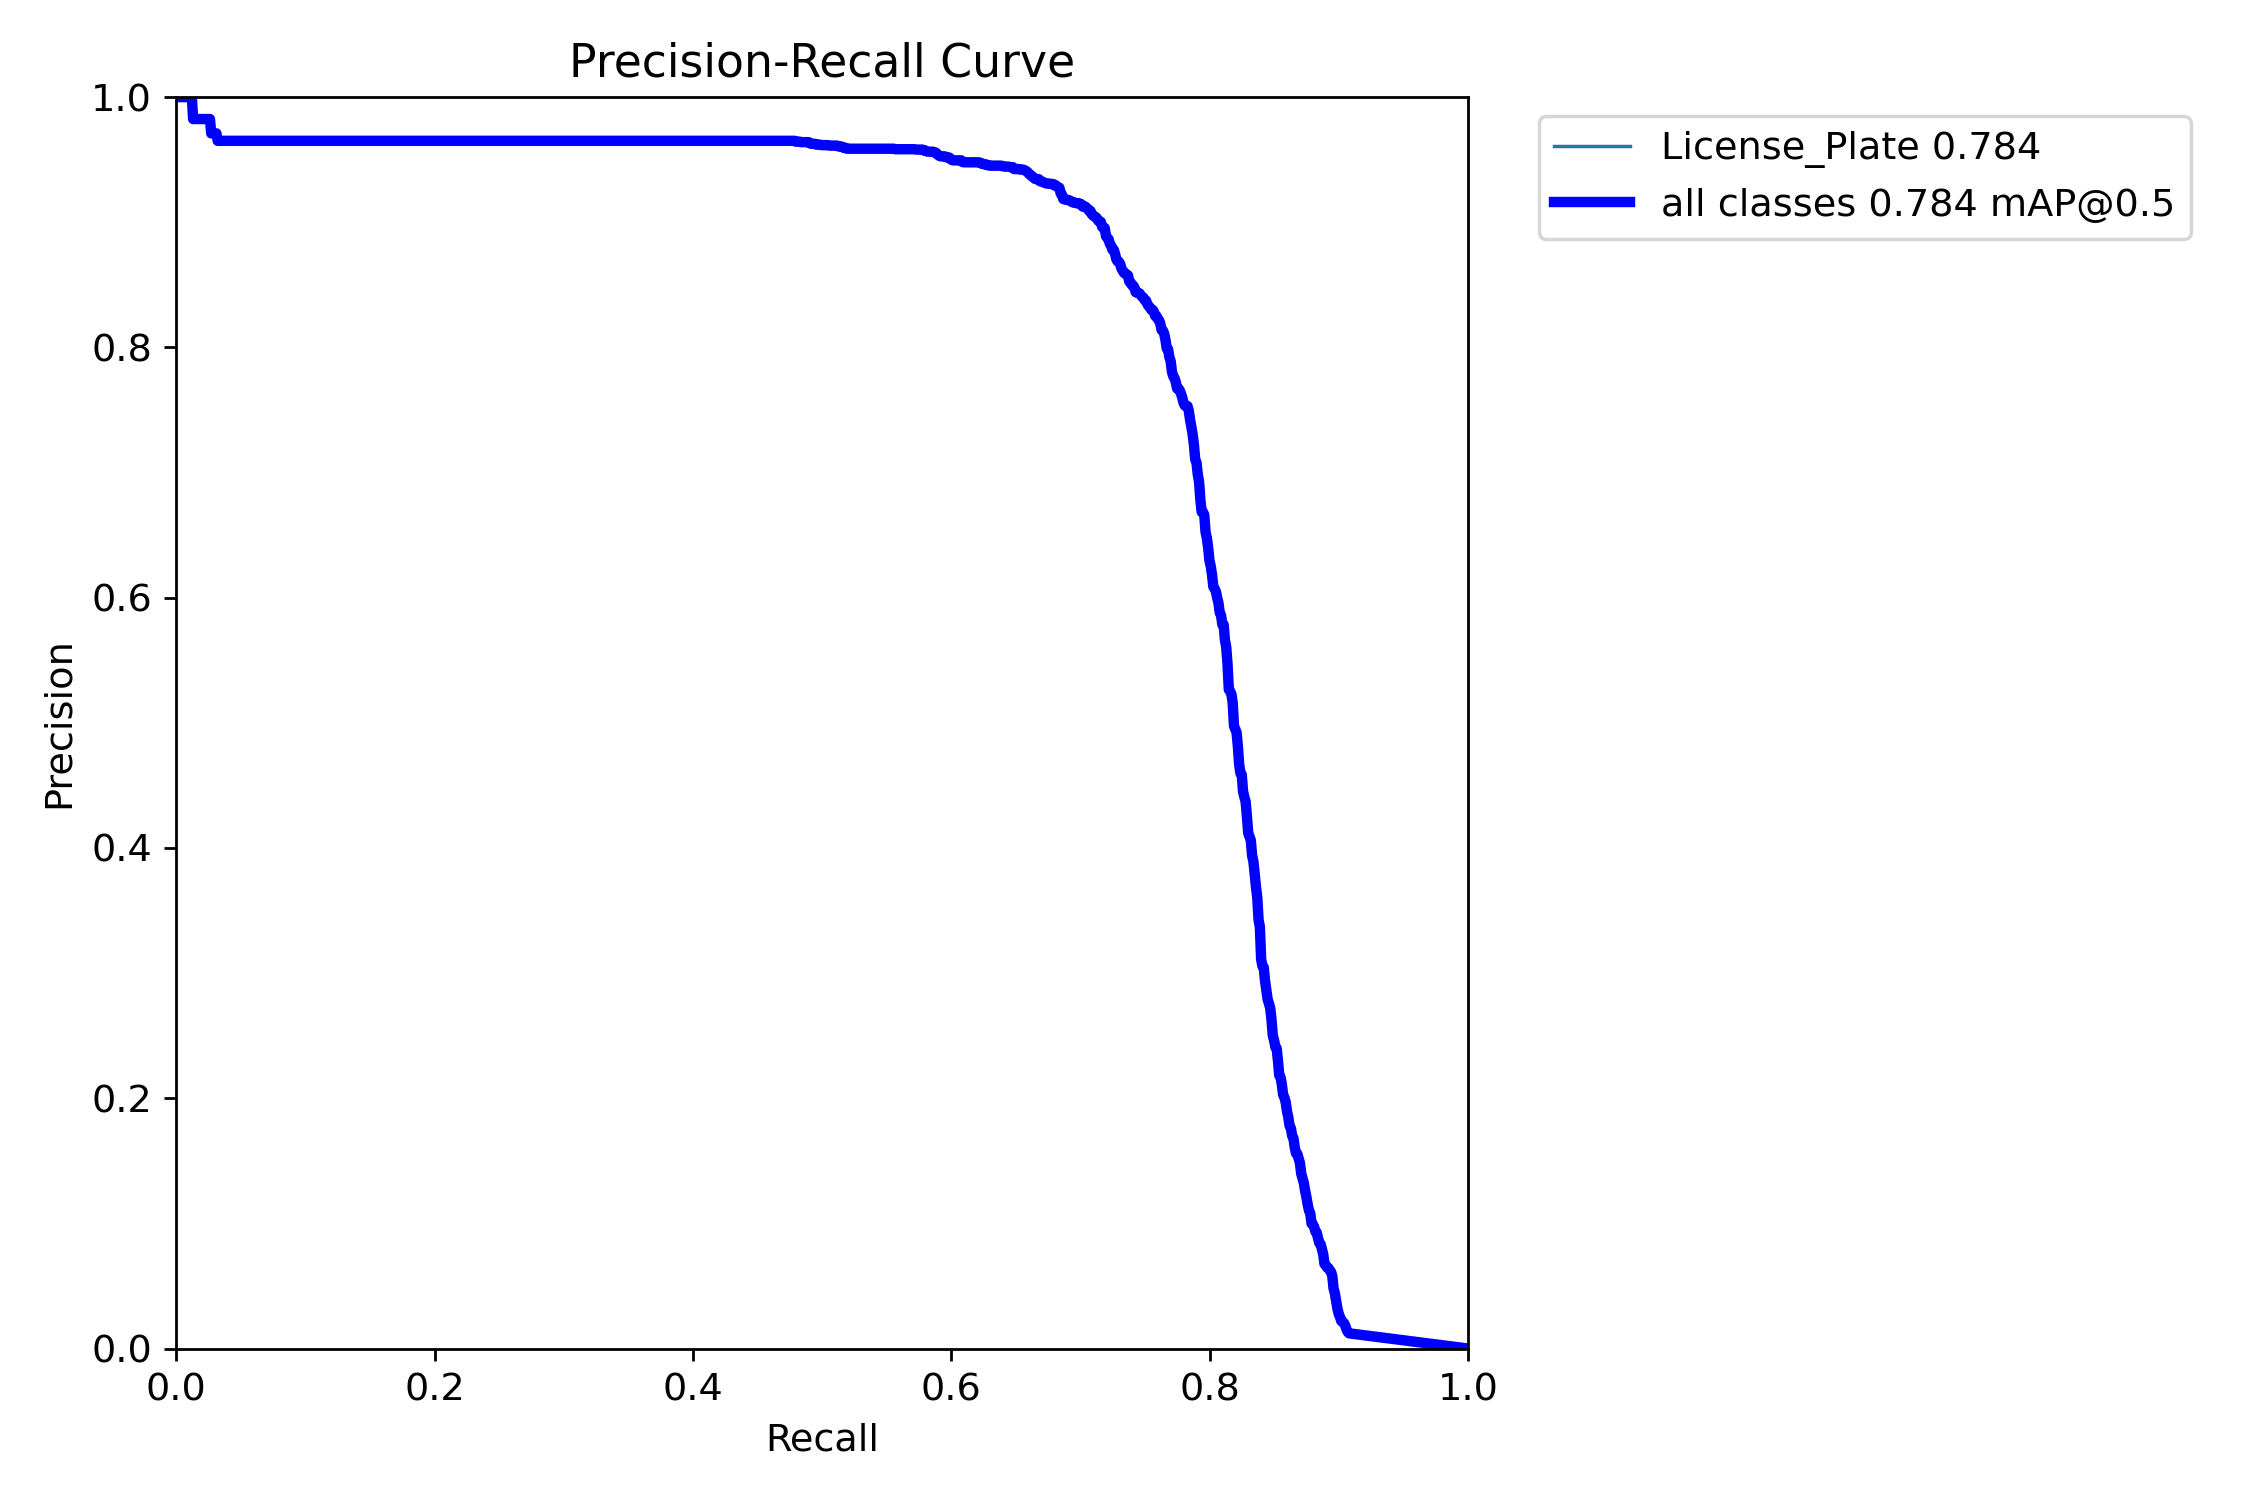 Precision-Recall Curve
1.0
0.8
0.6
0.4
0.2
0.0
Precision
0.0 0.2 0.4 0.6 0.8 1.0
Recall
License_Plate 0.784
all classes 0.784 mAP@0.5